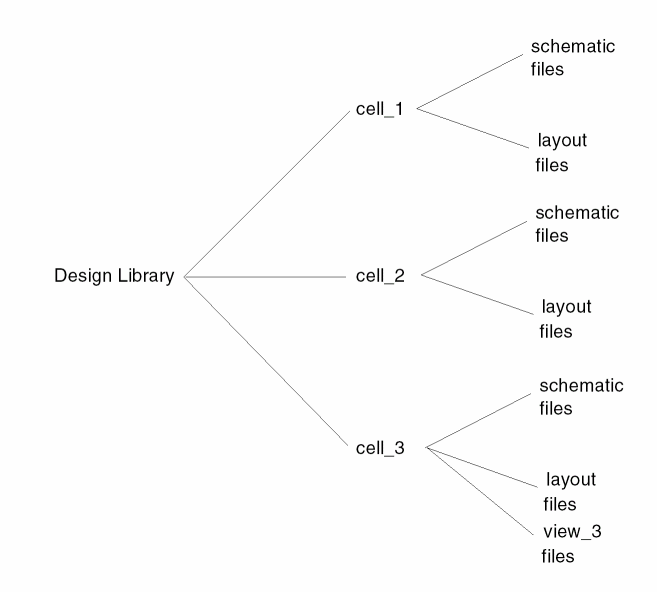 schematic
files
cell_1
layout
files
schematic
files
Design Library
cell_2
layout
files
schematic
files
cell_3
layout
files
view_3
files